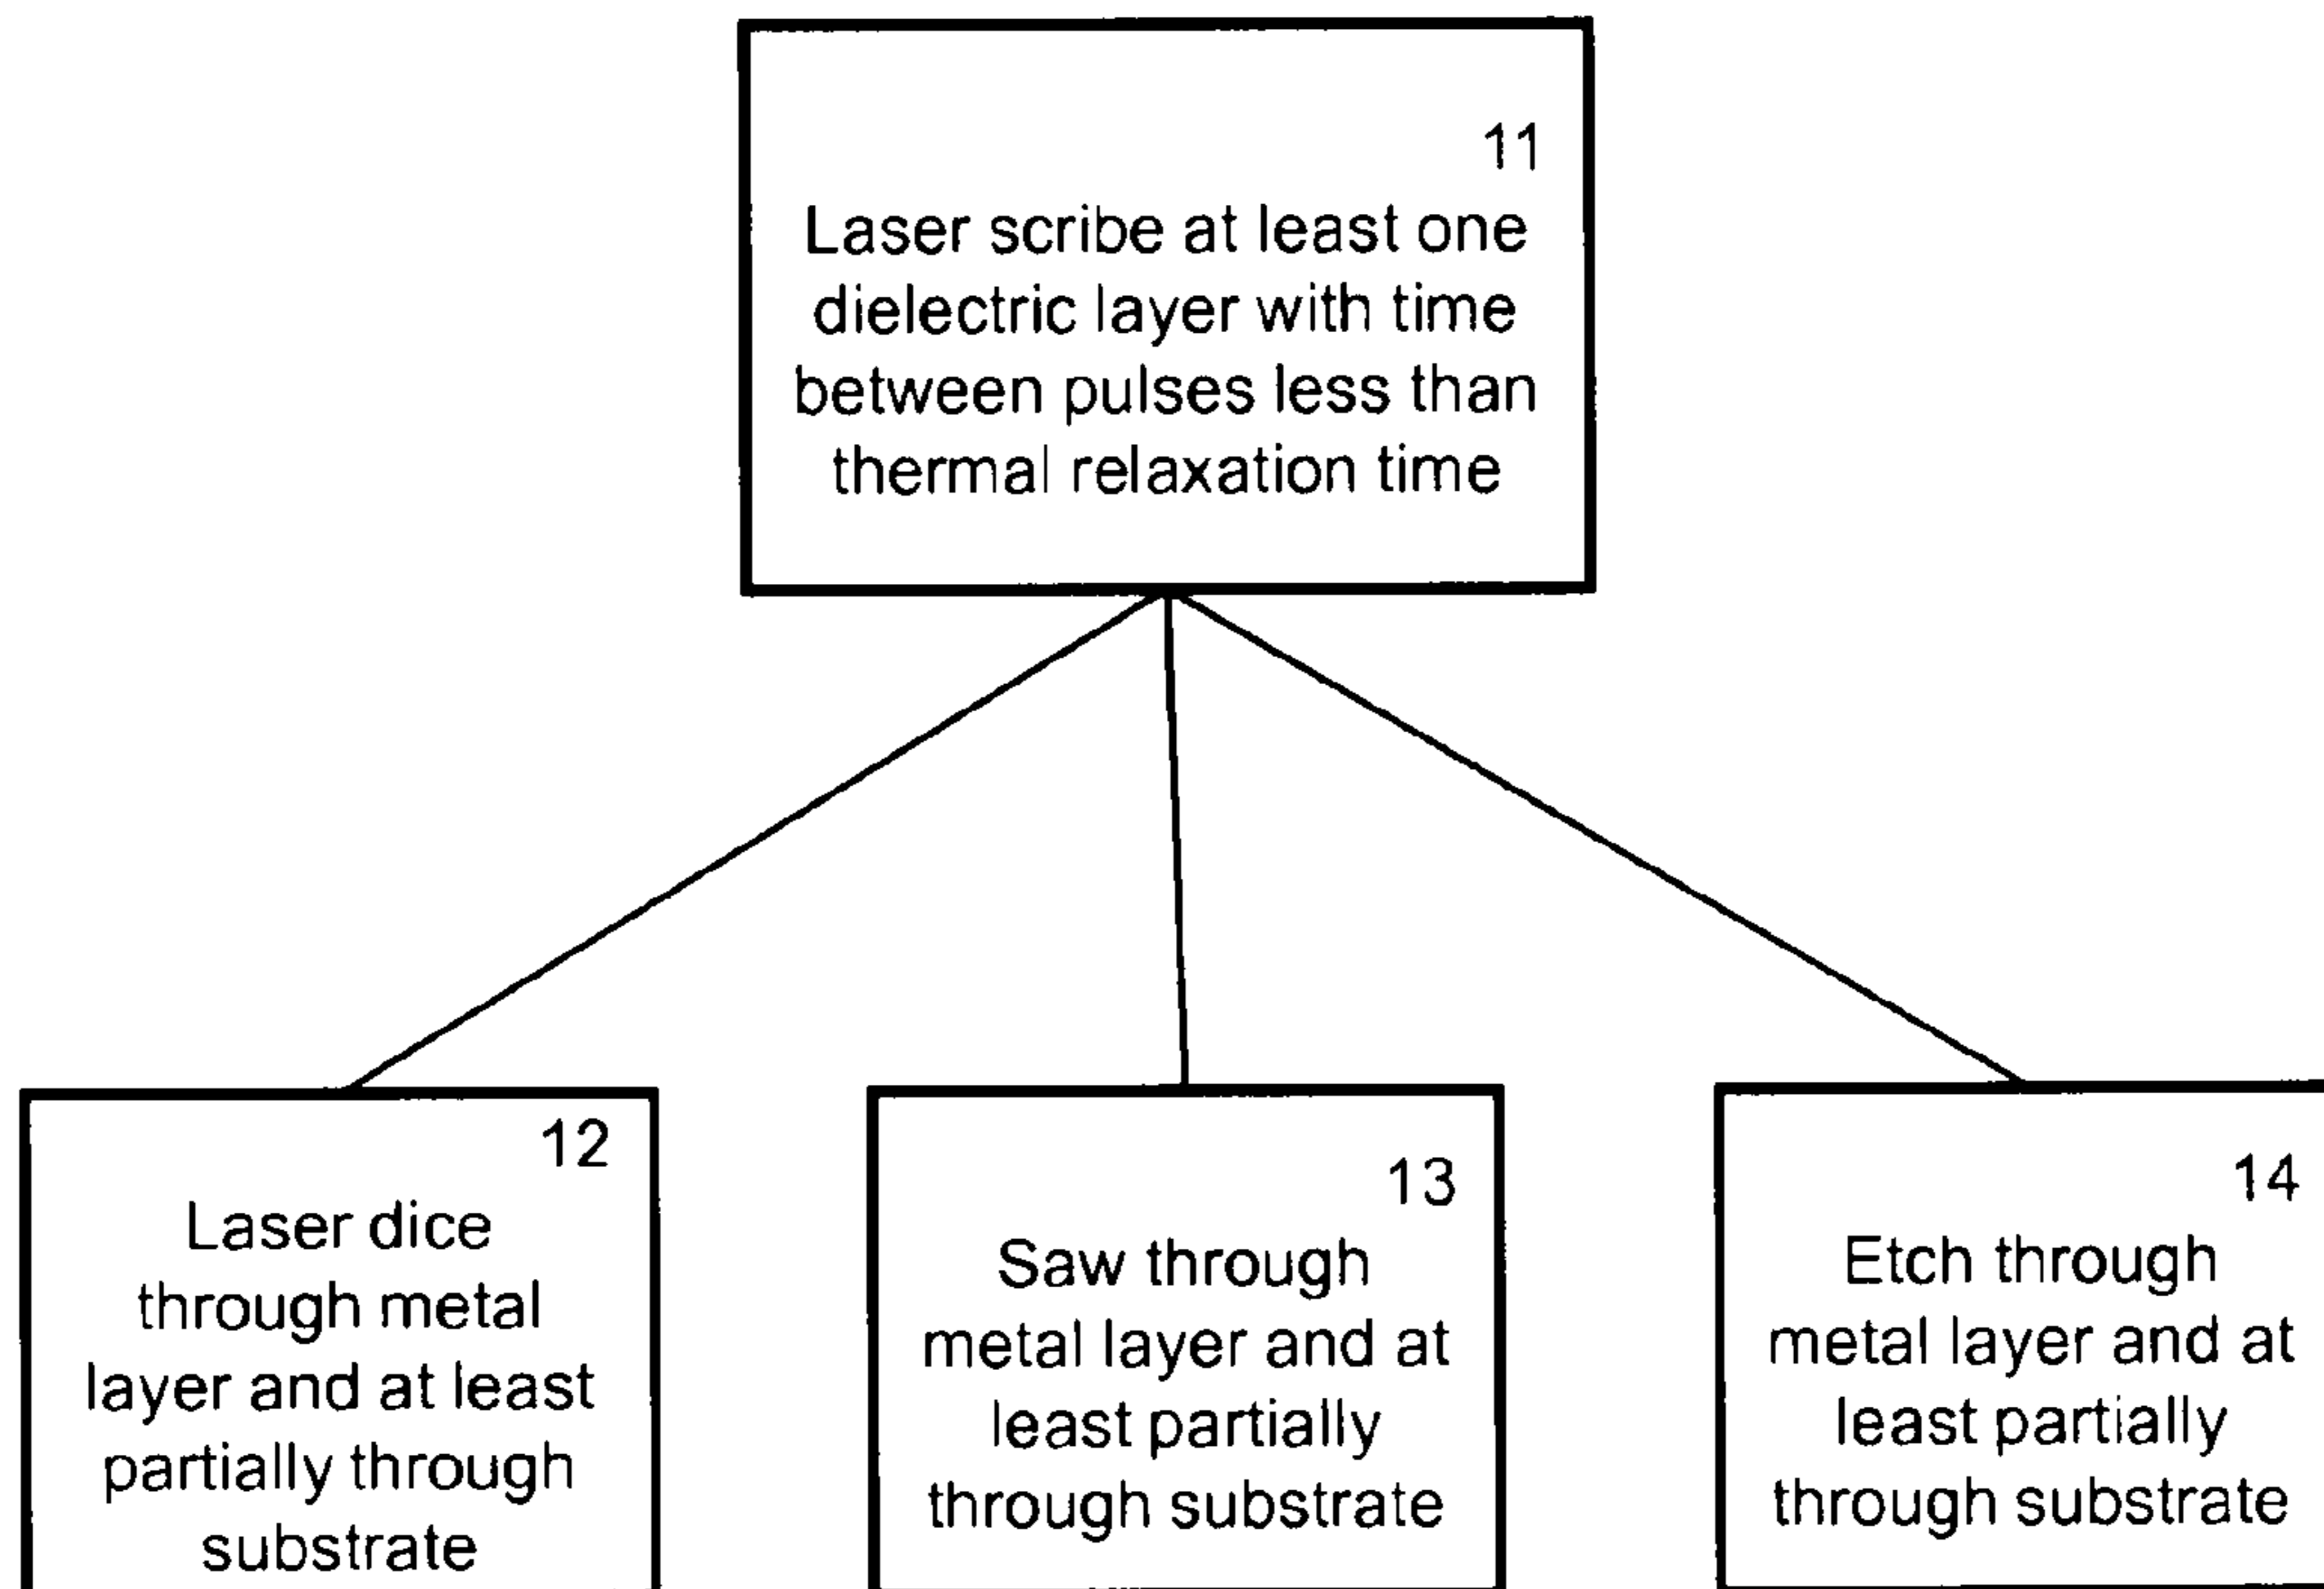 11
Laser scribe at least one
dielectric layer with time
between pulses less than
thermal relaxation time
12
Laser dice
through metal
layer and at least
partially through
substrate
13
Saw through
metal layer and at
least partially
through substrate
14
Etch through
metal layer and at
least partially
through substrate